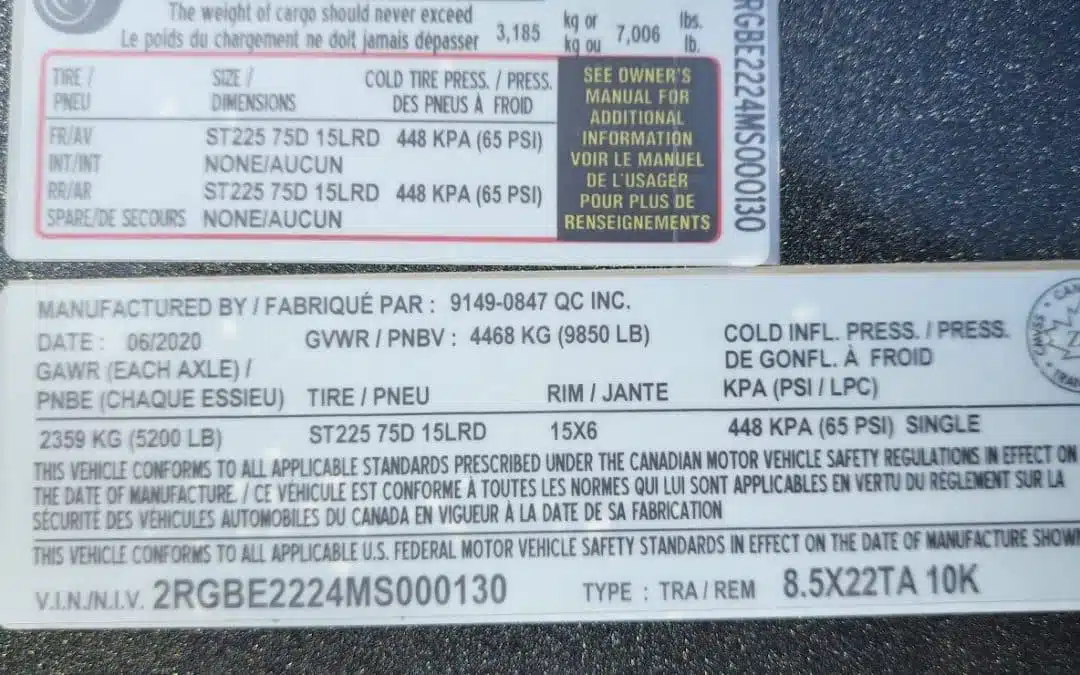 The weight of cargo should never exceed 3,185 kg or 7,006 lbs.
Le poids du chargement ne doit jamais dépasser kg ou lb.
TIRE / SIZE / COLD TIRE PRESS. / PRESS.
PNEU DIMENSIONS DES PNEUS À FROID
FR/AV ST225 75D 15LRD 448 KPA (65 PSI)
INT/INT NONE/AUCUN
RR/AR ST225 75D 15LRD 448 KPA (65 PSI)
SPARE/DE SECOURS NONE/AUCUN
SEE OWNER'S
MANUAL FOR
ADDITIONAL
INFORMATION
VOIR LE MANUEL
DE L'USAGER
POUR PLUS DE
RENSEIGNEMENTS
RGBE2224MS000130
MANUFACTURED BY / FABRIQUÉ PAR : 9149-0847 QC INC.
DATE : 06/2020 GVWR / PNBV : 4468 KG (9850 LB) COLD INFL. PRESS. / PRESS.
GAWR (EACH AXLE) / DE GONFL. À FROID
PNBE (CHAQUE ESSIEU) TIRE / PNEU RIM / JANTE KPA (PSI / LPC)
2359 KG (5200 LB) ST225 75D 15LRD 15X6 448 KPA (65 PSI) SINGLE
THIS VEHICLE CONFORMS TO ALL APPLICABLE STANDARDS PRESCRIBED UNDER THE CANADIAN MOTOR VEHICLE SAFETY REGULATIONS IN EFFECT ON
THE DATE OF MANUFACTURE. / CE VÉHICULE EST CONFORME À TOUTES LES NORMES QUI LUI SONT APPLICABLES EN VERTU DU RÈGLEMENT SUR LA
SÉCURITÉ DES VÉHICULES AUTOMOBILES DU CANADA EN VIGUEUR À LA DATE DE SA FABRICATION
THIS VEHICLE CONFORMS TO ALL APPLICABLE U.S. FEDERAL MOTOR VEHICLE SAFETY STANDARDS IN EFFECT ON THE DATE OF MANUFACTURE SHOWN
V.I.N./N.I.V. 2RGBE2224MS000130 TYPE : TRA / REM 8.5X22TA 10K